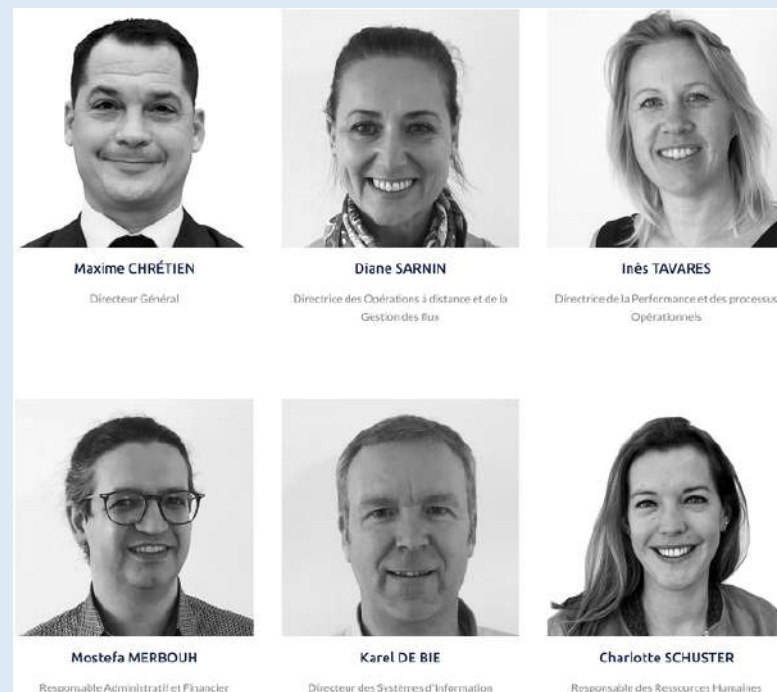 Maxime CHRÉTIEN
Directeur Général
Diane SARNIN
Directrice des Opérations à distance et de la
Gestion des flux
Inès TAVARES
Directrice de la Performance et des processus
Opérationnels
Mostefa MERBOUH
Responsable Administratif et Financier
Karel DE BIE
Directeur des Systèmes d'Information
Charlotte SCHUSTER
Responsable des Ressources Humaines